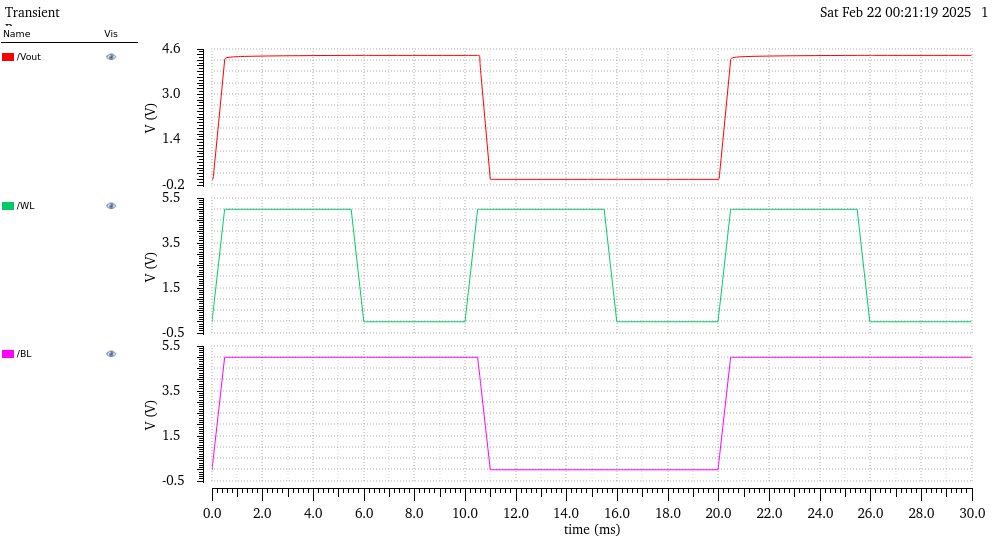 Transient
Sat Feb 22 00:21:19 2025 1
Name Vis
/Vout
4.6
3.0
1.4
-0.2
V (V)
/WL
5.5
3.5
1.5
-0.5
V (V)
/BL
5.5
3.5
1.5
-0.5
V (V)
0.0 2.0 4.0 6.0 8.0 10.0 12.0 14.0 16.0 18.0 20.0 22.0 24.0 26.0 28.0 30.0
time (ms)